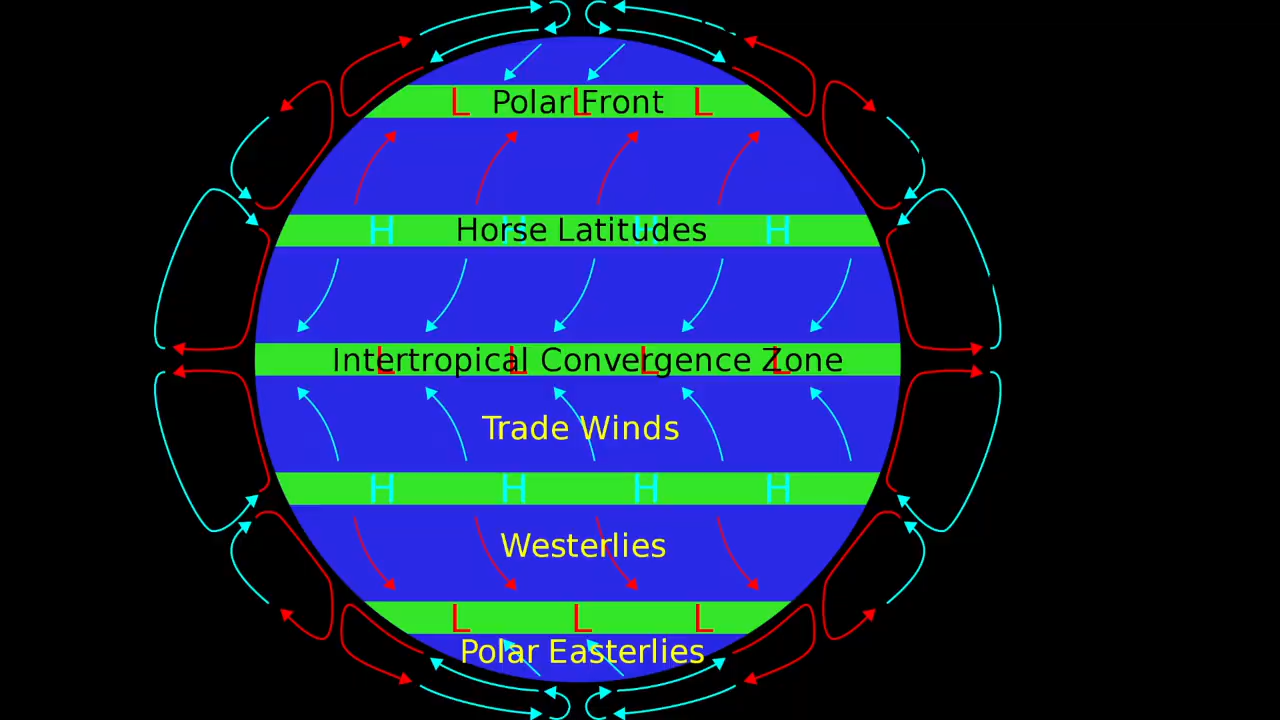 L Polar Front L L
H Horse Latitudes H H H
Intertropical Convergence Zone L L L L
Trade Winds
H H H H
Westerlies
L L L
Polar Easterlies